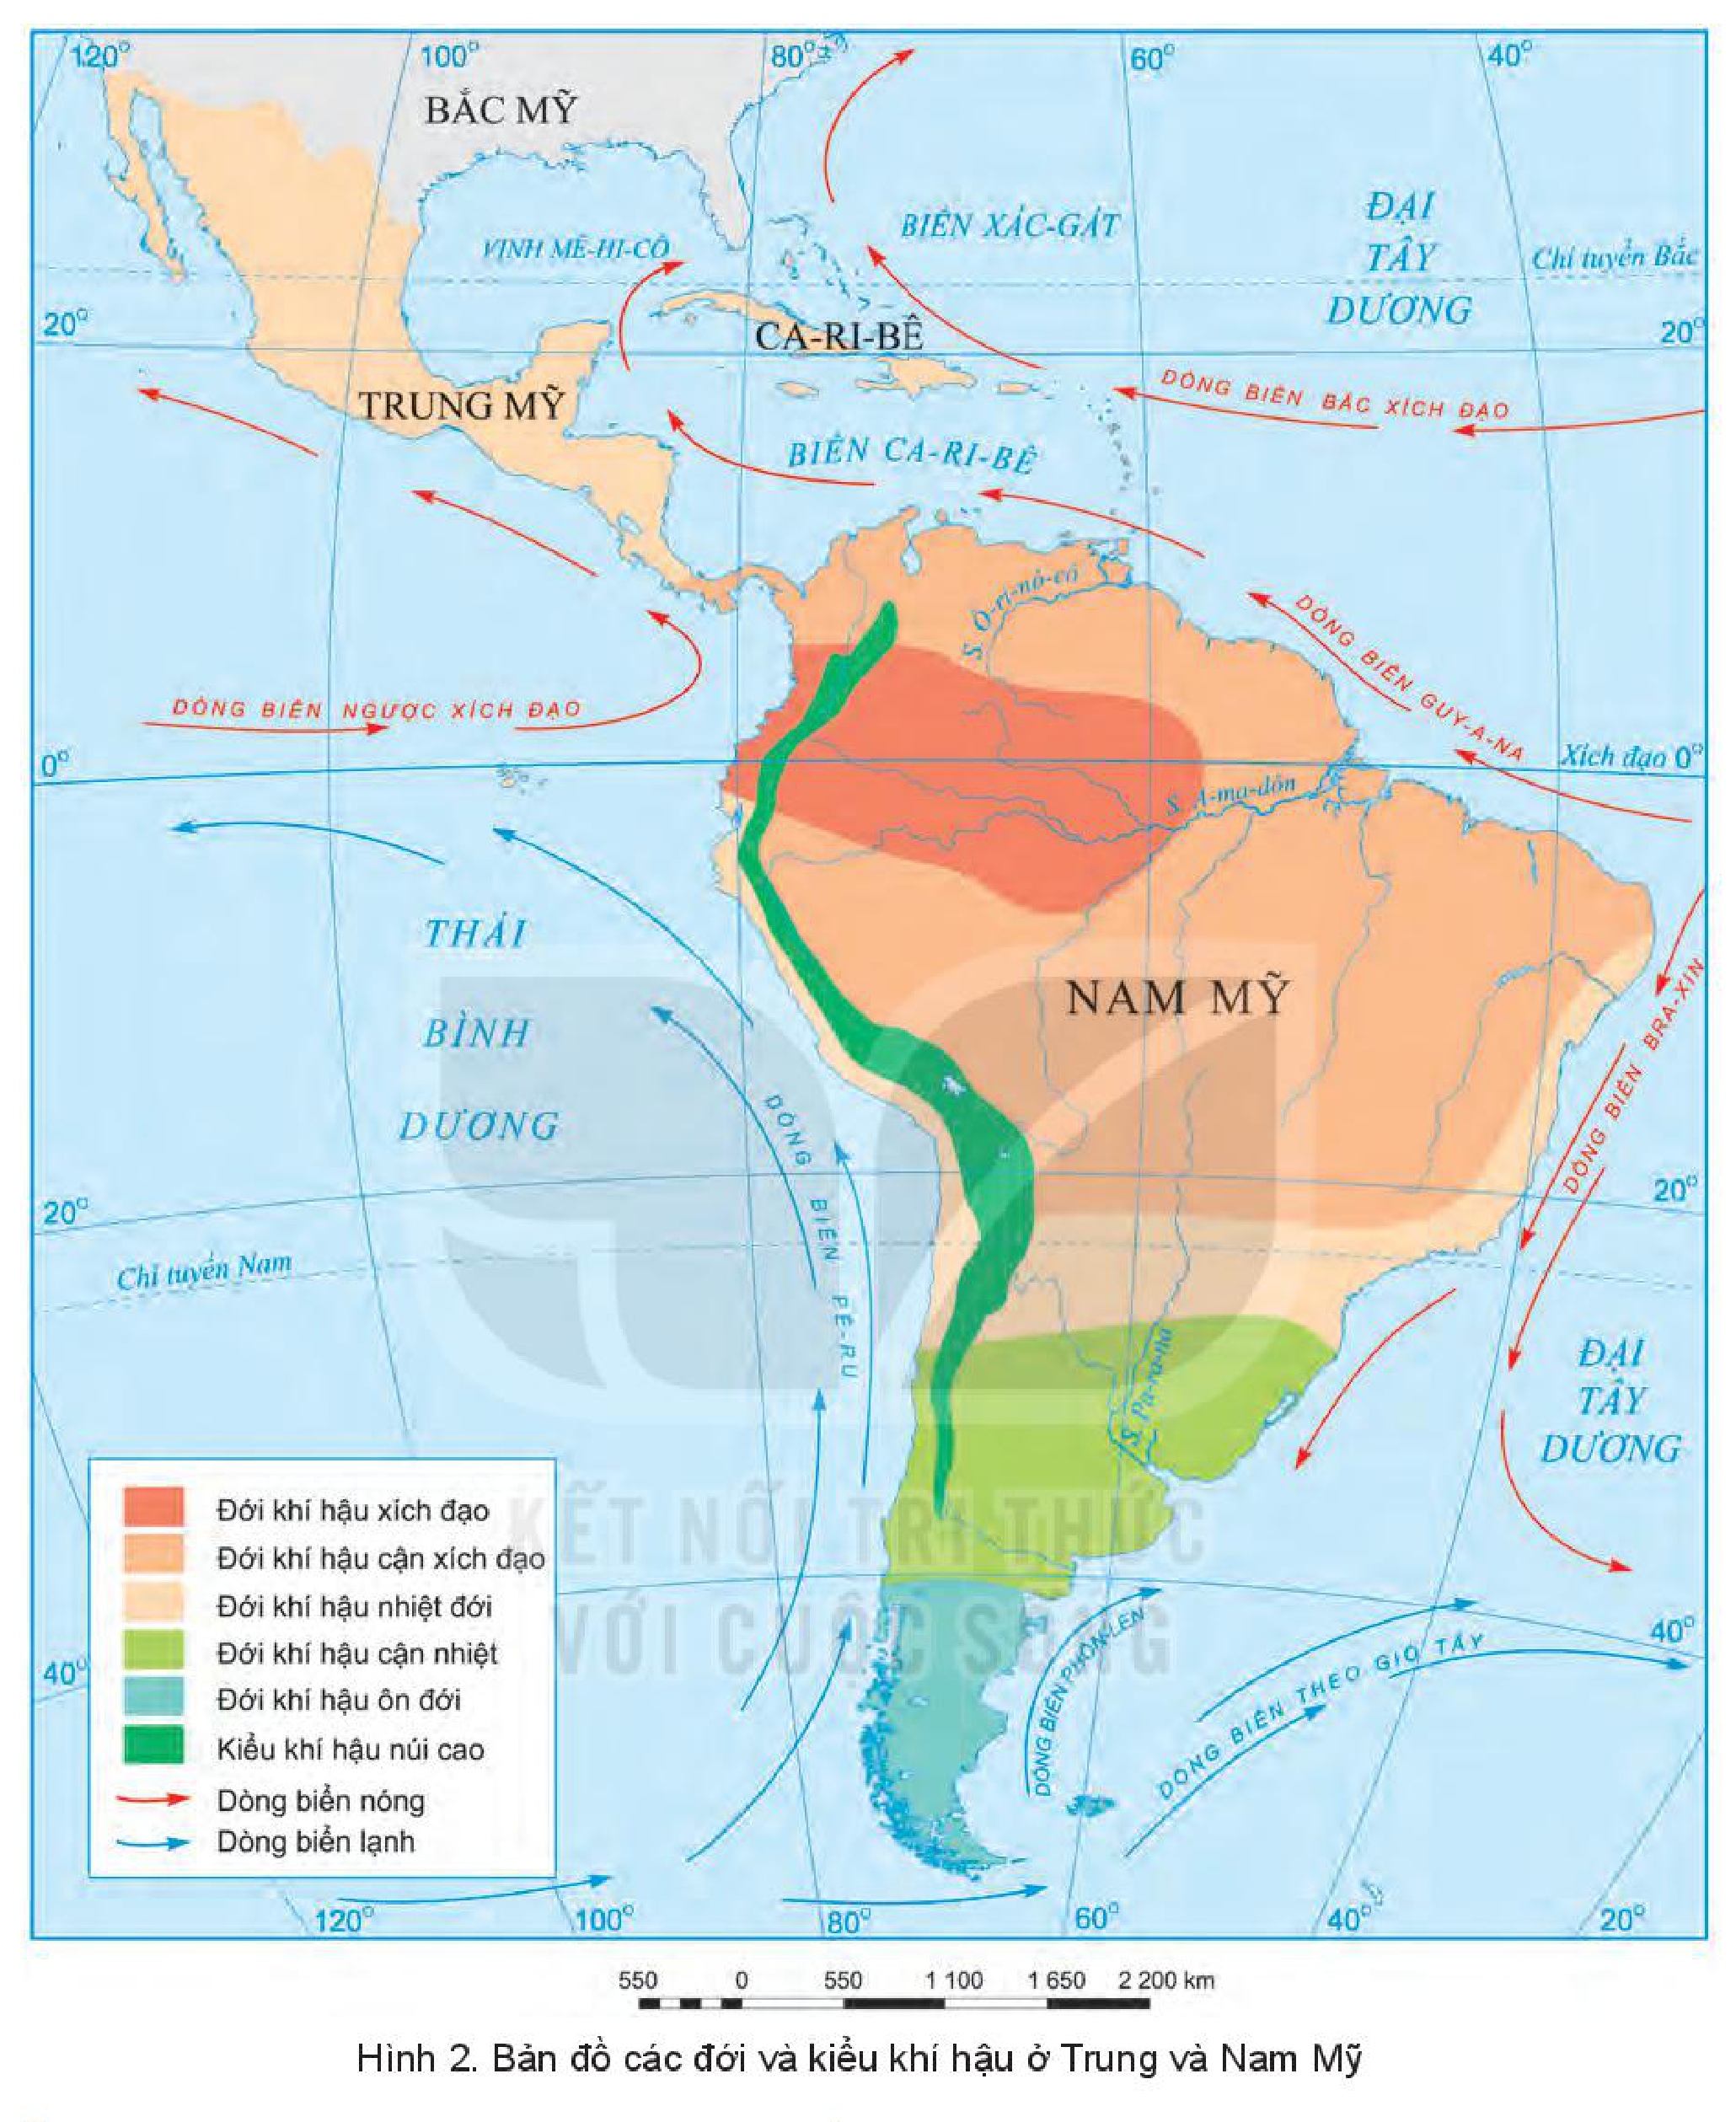 120°
100°
80°
60°
40°
BẮC MỸ
BIỂN XÁC-GÁT
ĐẠI
TÂY
DƯƠNG
VỊNH MÊ-HI-CÔ
Chí tuyến Bắc
20°
20°
CA-RI-BÊ
TRUNG MỸ
DÒNG BIỂN BẮC XÍCH ĐẠO
BIỂN CA-RI-BÊ
S. Ô-ri-nô-cô
DÒNG BIỂN GUY-A-NA
DÒNG BIỂN NGƯỢC XÍCH ĐẠO
0°
Xích đạo 0°
S. A-ma-dôn
THÁI
BÌNH
DƯƠNG
NAM MỸ
DÒNG BIỂN BRA-XIN
DÒNG BIỂN PÊ-RU
20°
20°
Chí tuyến Nam
S. Pa-ra-na
ĐẠI
TÂY
DƯƠNG
KẾT NỐI TRI THỨC
VỚI CUỘC SỐNG
Đới khí hậu xích đạo
Đới khí hậu cận xích đạo
Đới khí hậu nhiệt đới
Đới khí hậu cận nhiệt
Đới khí hậu ôn đới
Kiểu khí hậu núi cao
Dòng biển nóng
Dòng biển lạnh
40°
40°
DÒNG BIỂN PHÔN-LEN
DÒNG BIỂN THEO GIÓ TÂY
120°
100°
80°
60°
40°
20°
550 0 550 1 100 1 650 2 200 km
Hình 2. Bản đồ các đới và kiểu khí hậu ở Trung và Nam Mỹ